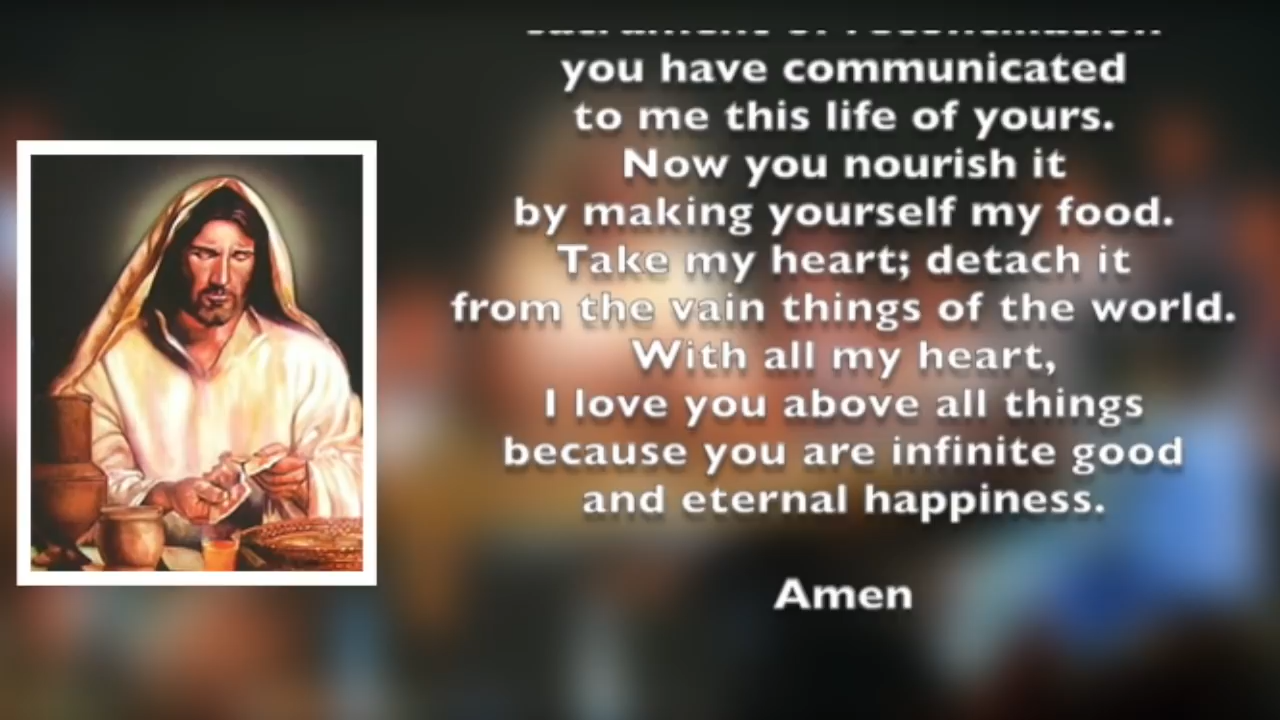 you have communicated
to me this life of yours.
Now you nourish it
by making yourself my food.
Take my heart; detach it
from the vain things of the world.
With all my heart,
I love you above all things
because you are infinite good
and eternal happiness.
Amen